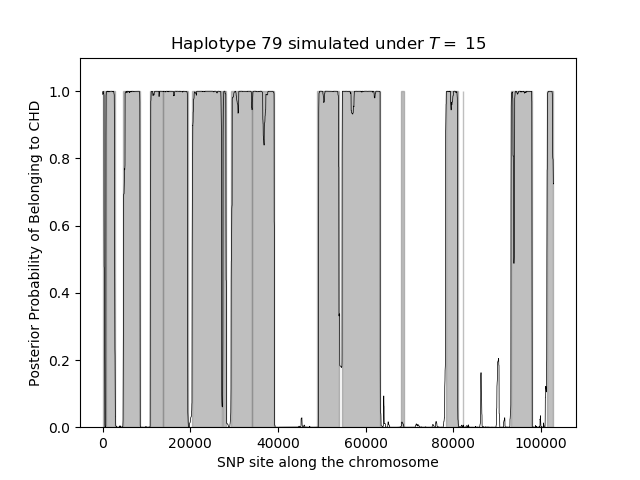 Haplotype 79 simulated under T = 15
Posterior Probability of Belonging to CHD
1.0
0.8
0.6
0.4
0.2
0.0
0 20000 40000 60000 80000 100000
SNP site along the chromosome